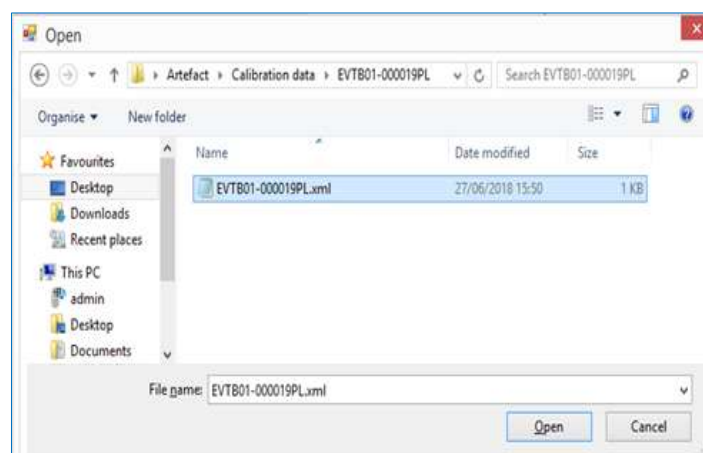 Open
Artefact Calibration data EVTB01-000019PL Search EVTB01-000019PL
Organise New folder
Name Date modified Size
Favourites
Desktop
Downloads
Recent places
This PC
admin
Desktop
Documents
EVTB01-000019PL.xml 27/06/2018 15:50 1 KB
File name: EVTB01-000019PL.xml
Open Cancel